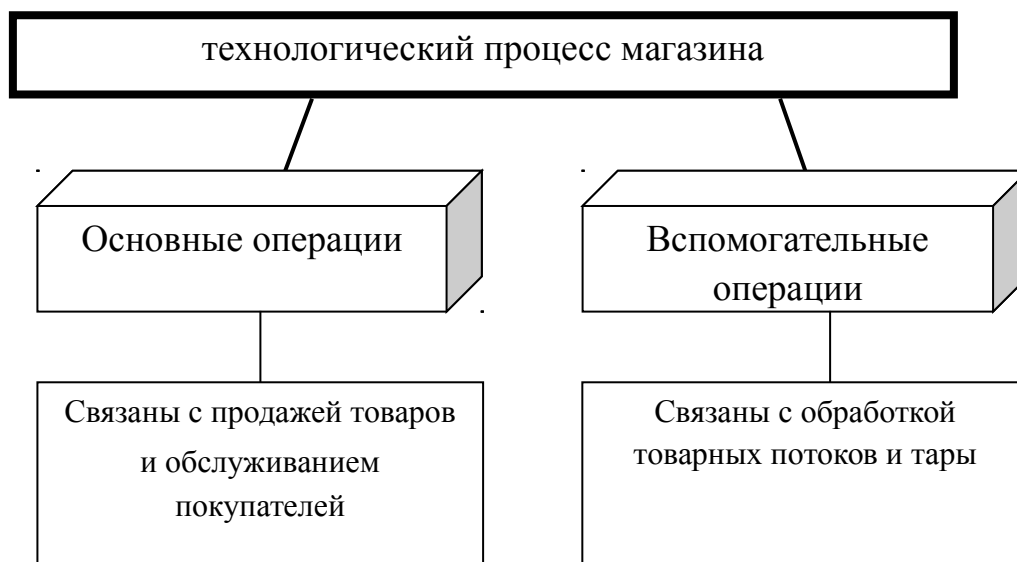 технологический процесс магазина
Основные операции
Вспомогательные
операции
Связаны с продажей товаров
и обслуживанием
покупателей
Связаны с обработкой
товарных потоков и тары